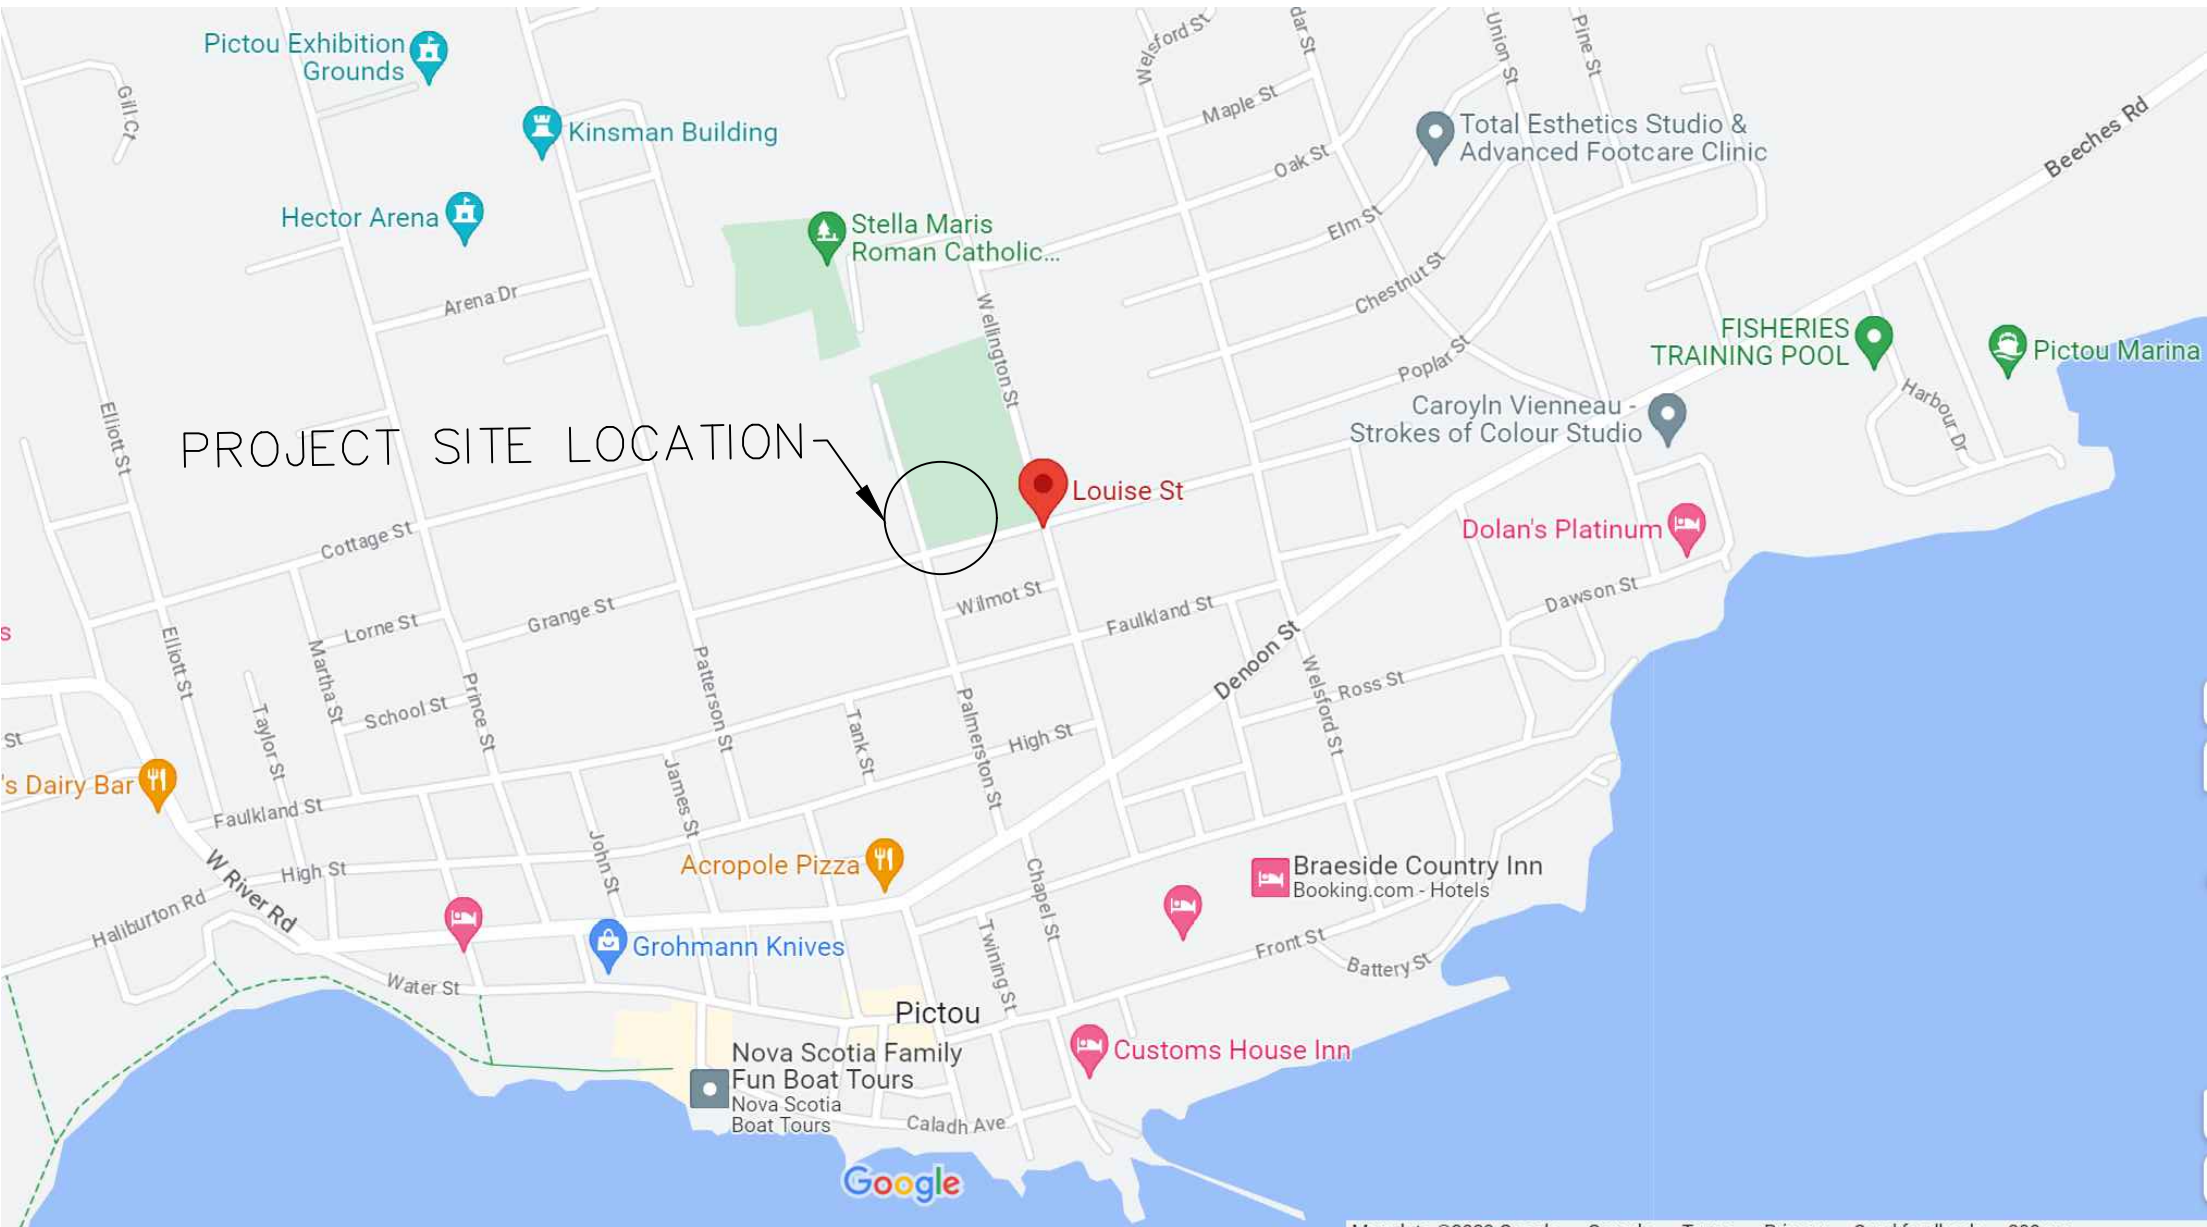 Pictou Exhibition
Grounds
Gill Cr
Kinsman Building
Welsford St
dar St
Union St
Pine St
Maple St
Total Esthetics Studio &
Advanced Footcare Clinic
Beeches Rd
Oak St
Hector Arena
Stella Maris
Roman Catholic...
Elm St
Arena Dr
Chestnut St
Wellington St
FISHERIES
TRAINING POOL
Pictou Marina
Poplar St
Harbour Dr
Elliott St
Caroyln Vienneau -
Strokes of Colour Studio
PROJECT SITE LOCATION
Louise St
Dolan's Platinum
Cottage St
Wilmot St
Dawson St
Faulkland St
Grange St
Lorne St
s
Elliott St
Martha St
Patterson St
Denoon St
Welsford St
Ross St
School St
Prince St
Taylor St
Palmerston St
Tank St
High St
St
James St
's Dairy Bar
Faulkland St
John St
Acropole Pizza
Braeside Country Inn
Booking.com - Hotels
High St
W River Rd
Haliburton Rd
Chapel St
Grohmann Knives
Twining St
Front St
Battery St
Water St
Pictou
Nova Scotia Family
Fun Boat Tours
Nova Scotia
Boat Tours
Customs House Inn
Caladh Ave
Google